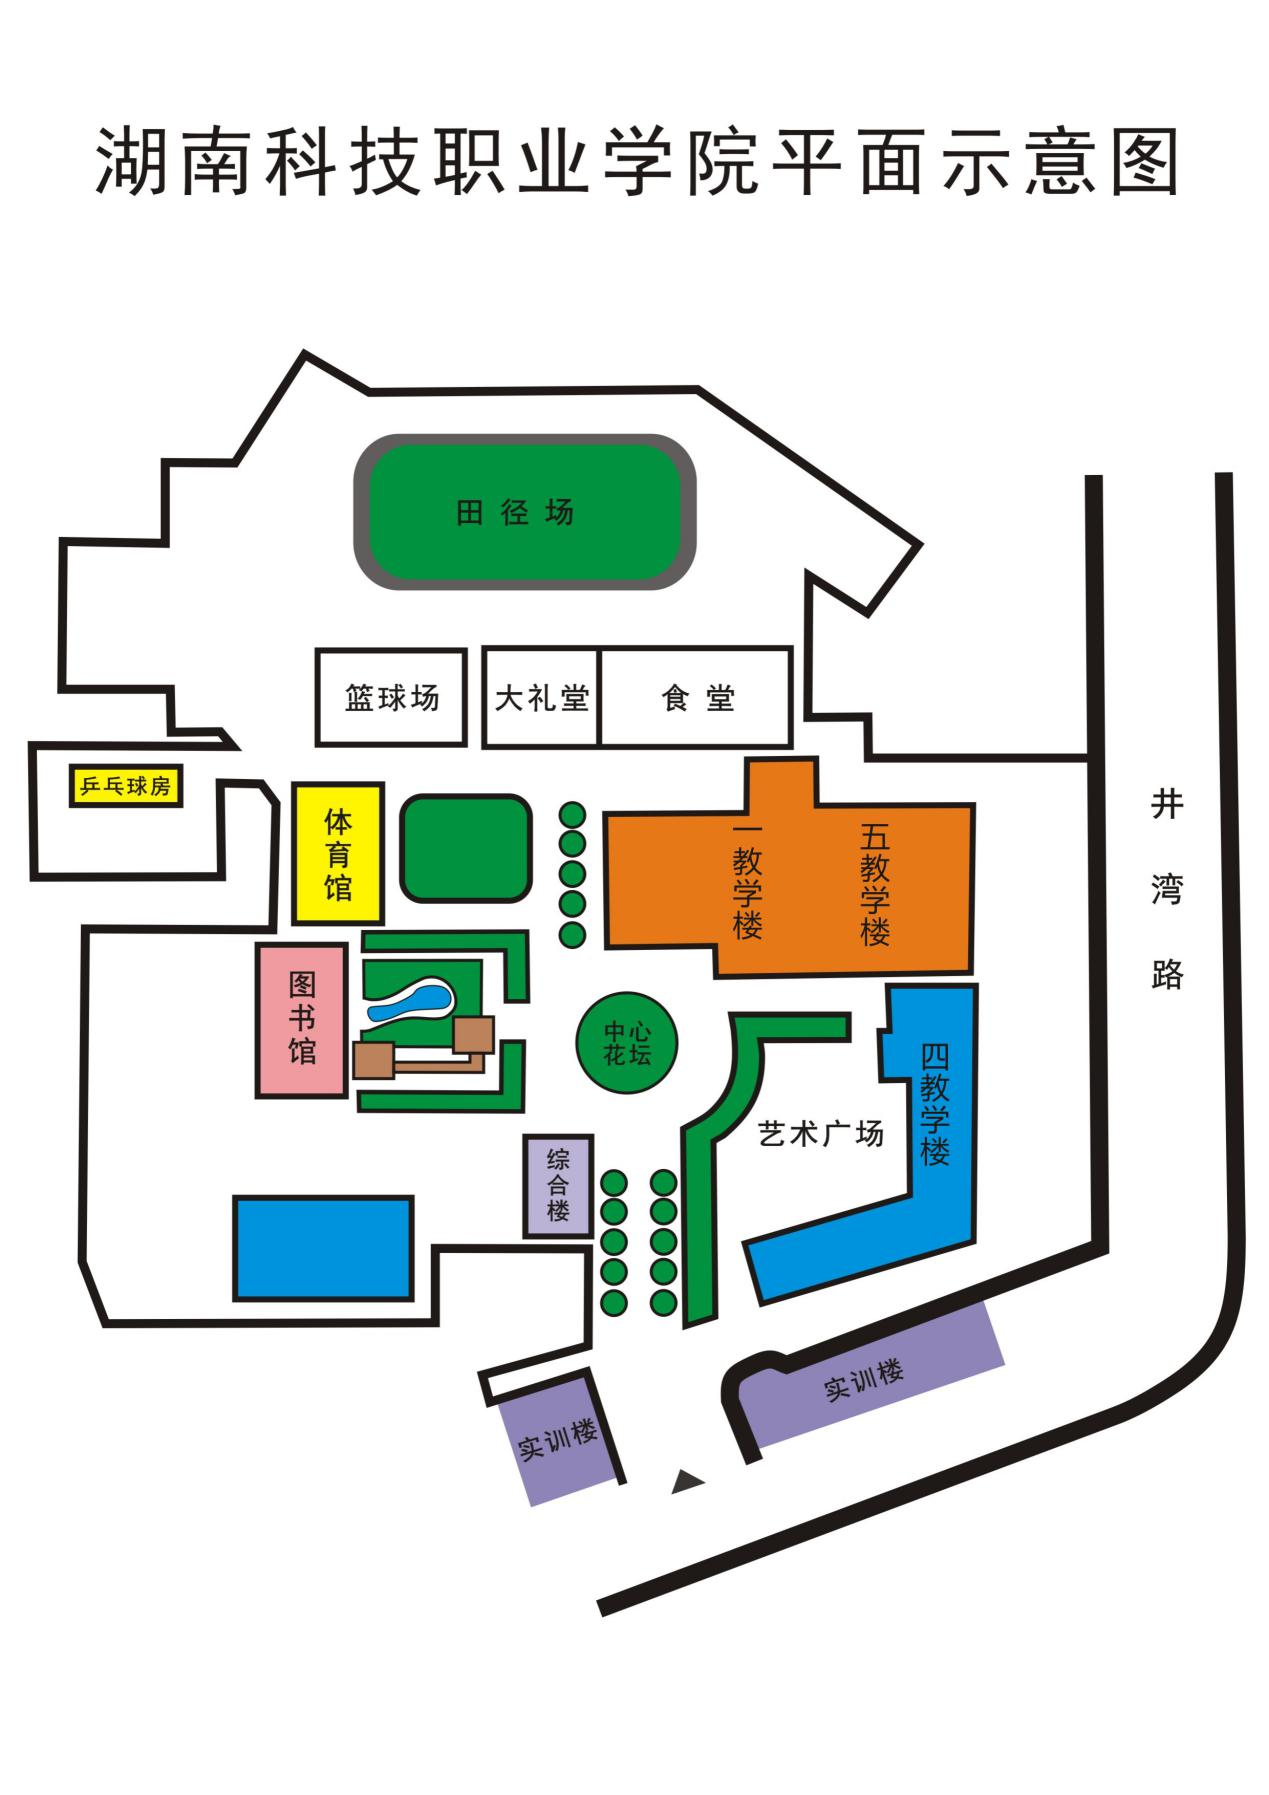 湖南科技职业学院平面示意图
田径场
篮球场
大礼堂
食堂
乒乓球房
体育馆
一教学楼
五教学楼
井湾路
图书馆
中心
花坛
四教学楼
艺术广场
综合楼
实训楼
实训楼